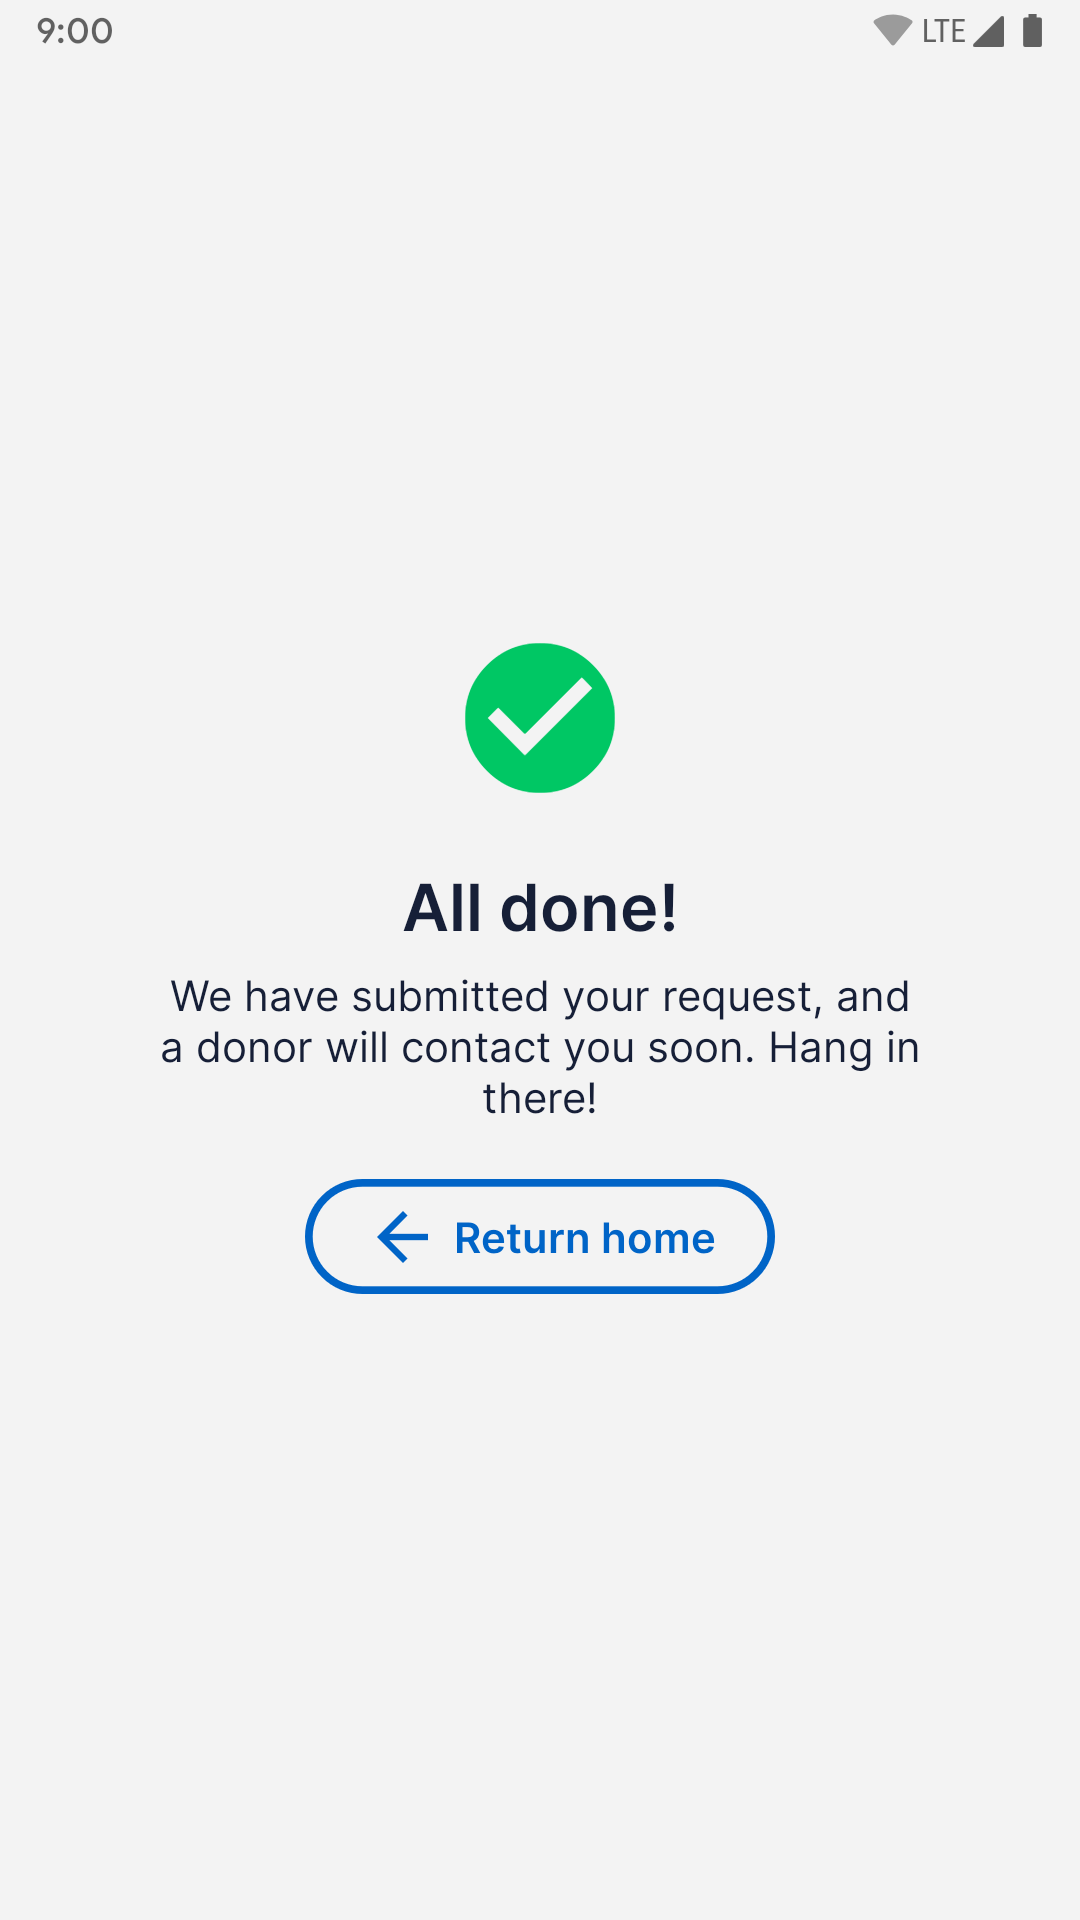 9:00
LTE
All done!
We have submitted your request, and
a donor will contact you soon. Hang in
there!
Return home